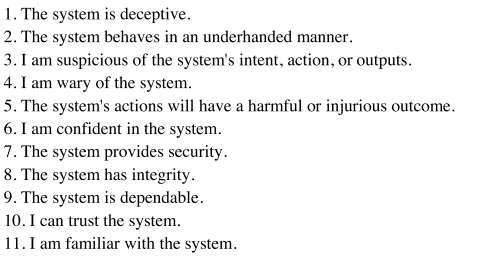 1. The system is deceptive.
2. The system behaves in an underhanded manner.
3. I am suspicious of the system's intent, action, or outputs.
4. I am wary of the system.
5. The system's actions will have a harmful or injurious outcome.
6. I am confident in the system.
7. The system provides security.
8. The system has integrity.
9. The system is dependable.
10. I can trust the system.
11. I am familiar with the system.